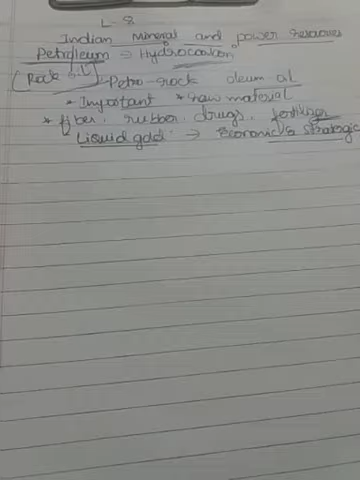 L-8
Indian Mineral and power Resources
Petroleum ⇒ Hydrocarbon
(Rock oil) Petro-rock oleum-oil
* Important * raw material
* fiber, rubber, drugs, fertilizer
Liquid gold → Economic & strategic